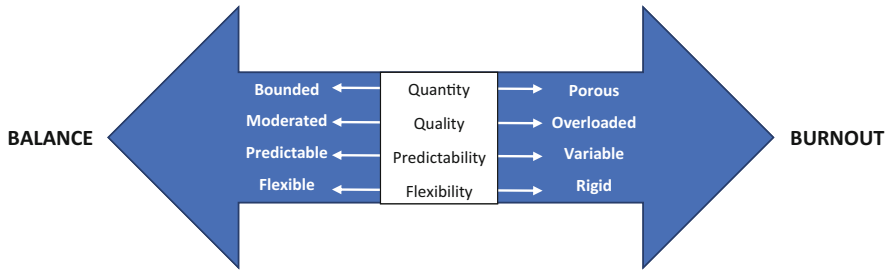 Bounded Quantity Porous
Moderated Quality Overloaded
BALANCE BURNOUT
Predictable Predictability Variable
Flexible Flexibility Rigid